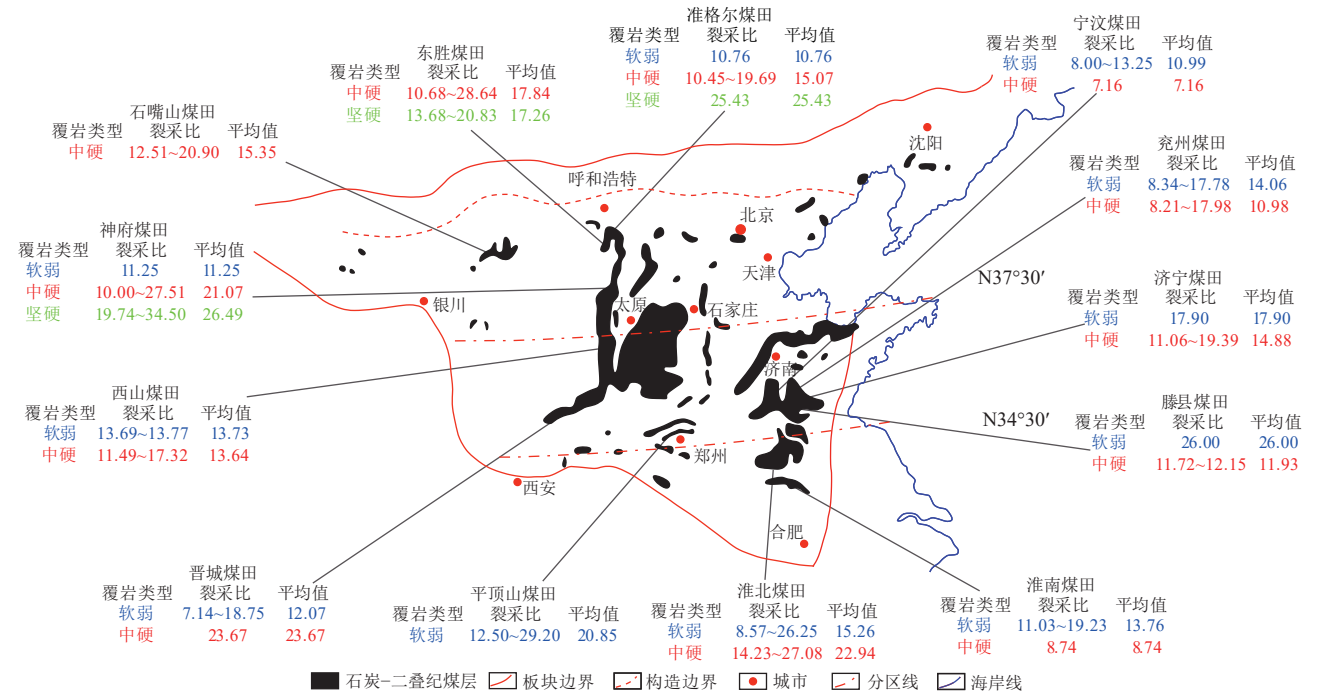 准格尔煤田
覆岩类型 裂采比 平均值
软弱 10.76 10.76
中硬 10.45~19.69 15.07
坚硬 25.43 25.43
宁汶煤田
覆岩类型 裂采比 平均值
软弱 8.00~13.25 10.99
中硬 7.16 7.16
东胜煤田
覆岩类型 裂采比 平均值
中硬 10.68~28.64 17.84
坚硬 13.68~20.83 17.26
石嘴山煤田
覆岩类型 裂采比 平均值
中硬 12.51~20.90 15.35
兖州煤田
覆岩类型 裂采比 平均值
软弱 8.34~17.78 14.06
中硬 8.21~17.98 10.98
神府煤田
覆岩类型 裂采比 平均值
软弱 11.25 11.25
中硬 10.00~27.51 21.07
坚硬 19.74~34.50 26.49
沈阳
呼和浩特
北京
天津
银川
太原
石家庄
济南
郑州
西安
合肥
N37°30′
N34°30′
济宁煤田
覆岩类型 裂采比 平均值
软弱 17.90 17.90
中硬 11.06~19.39 14.88
西山煤田
覆岩类型 裂采比 平均值
软弱 13.69~13.77 13.73
中硬 11.49~17.32 13.64
滕县煤田
覆岩类型 裂采比 平均值
软弱 26.00 26.00
中硬 11.72~12.15 11.93
晋城煤田
覆岩类型 裂采比 平均值
软弱 7.14~18.75 12.07
中硬 23.67 23.67
平顶山煤田
覆岩类型 裂采比 平均值
软弱 12.50~29.20 20.85
淮北煤田
覆岩类型 裂采比 平均值
软弱 8.57~26.25 15.26
中硬 14.23~27.08 22.94
淮南煤田
覆岩类型 裂采比 平均值
软弱 11.03~19.23 13.76
中硬 8.74 8.74
石炭-二叠纪煤层 板块边界 构造边界 城市 分区线 海岸线